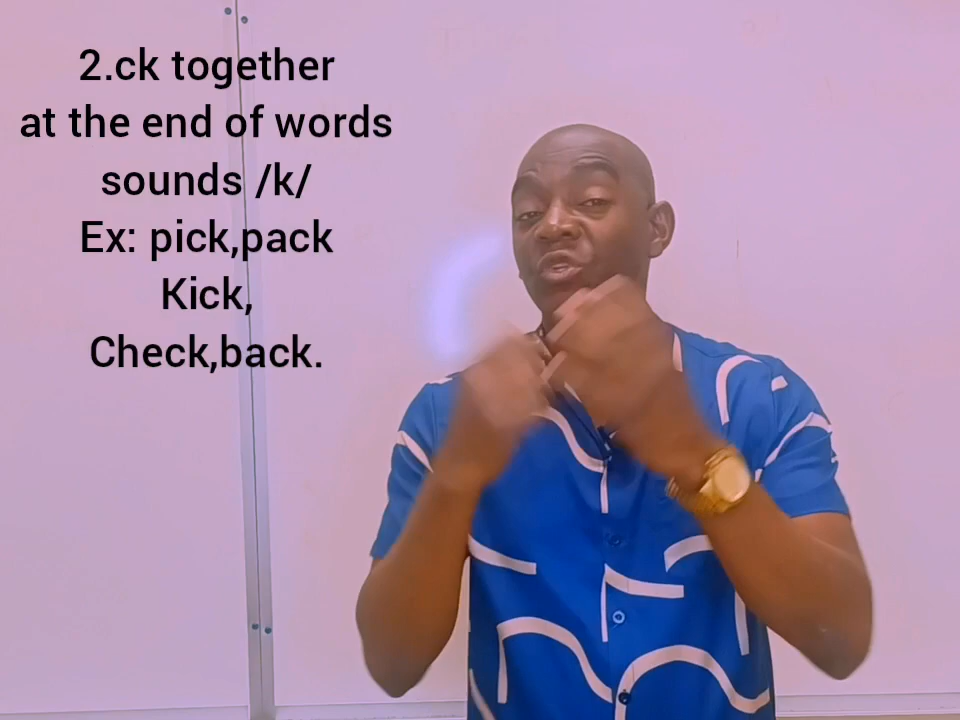 2.ck together
at the end of words
sounds /k/
Ex: pick,pack
Kick,
Check,back.